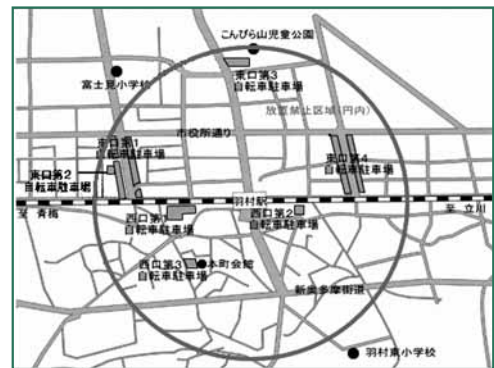 こんぴら山児童公園
富士見小学校
東口第3
自転車駐車場
放置禁止区域(円内)
市役所通り
東口第1
自転車駐車場
東口第2
自転車駐車場
東口第4
自転車駐車場
羽村駅
至 青梅
至 立川
西口第1
自転車駐車場
西口第2
自転車駐車場
西口第3
自転車駐車場
本町会館
新奥多摩街道
羽村東小学校